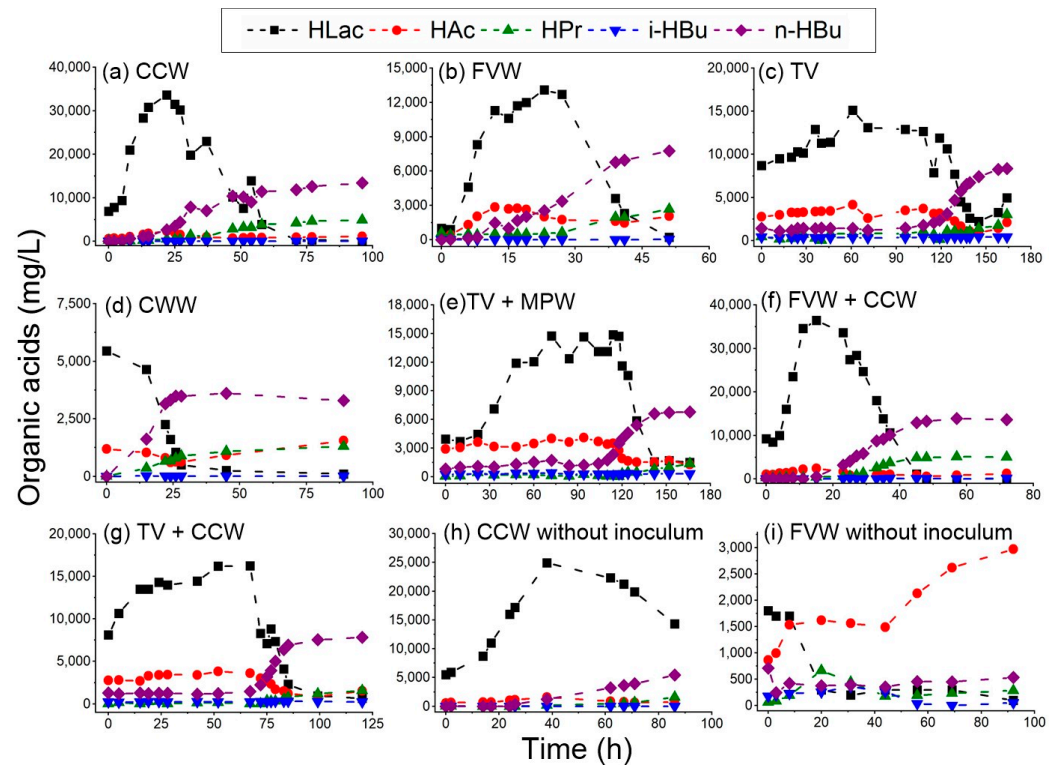 HLac HAc HPr i-HBu n-HBu
Organic acids (mg/L)
(a) CCW
40,000
30,000
20,000
10,000
0
0 20 40 60 80 100
(b) FVW
15,000
12,000
9,000
6,000
3,000
0
0 15 30 45 60
(c) TV
20,000
15,000
10,000
5,000
0
0 30 60 90 120 150 180
(d) CWW
7,500
5,000
2,500
0
0 25 50 75 100
(e) TV + MPW
18,000
15,000
12,000
9,000
6,000
3,000
0
0 30 60 90 120 150 180
(f) FVW + CCW
40,000
30,000
20,000
10,000
0
0 20 40 60 80
(g) TV + CCW
20,000
15,000
10,000
5,000
0
0 25 50 75 100 125
(h) CCW without inoculum
30,000
25,000
20,000
15,000
10,000
5,000
0
0 20 40 60 80 100
(i) FVW without inoculum
3,000
2,500
2,000
1,500
1,000
500
0
0 20 40 60 80 100
Time (h)